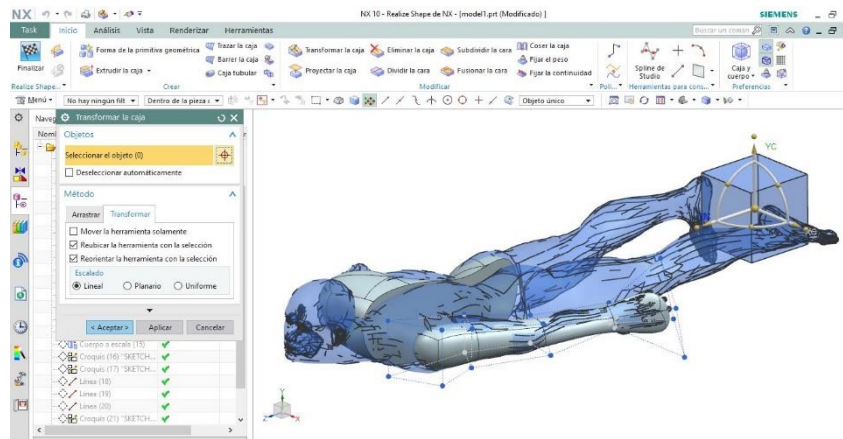 NX
NX 10 - Realize Shape de NX - [model1.prt (Modificado) ]
SIEMENS
Task Inicio Análisis Vista Renderizar Herramientas
Buscar un comando
Finalizar
Forma de la primitiva geométrica
Extrudir la caja
Trazar la caja
Barrer la caja
Caja tubular
Transformar la caja
Proyectar la caja
Eliminar la caja
Dividir la cara
Subdividir la cara
Fusionar la cara
Coser la caja
Fijar el peso
Fijar la continuidad
Spline de Studio
Caja y cuerpo
Realize Shape...
Crear
Modificar
Poli...
Herramientas para cons...
Preferencias
Menú
No hay ningún filt
Dentro de la pieza
Objeto único
Naveg
Nom
Transformar la caja
Objetos
Seleccionar el objeto (0)
Deseleccionar automáticamente
Método
Arrastrar Transformar
Mover la herramienta solamente
Reubicar la herramienta con la selección
Reorientar la herramienta con la selección
Escalado
Lineal Planario Uniforme
< Aceptar > Aplicar Cancelar
Cuerpo a escala (15)
Croquis (16) "SKETCH...
Croquis (17) "SKETCH...
Línea (18)
Línea (19)
Línea (20)
Croquis (21) "SKETCH...
YC
Y
Z
X